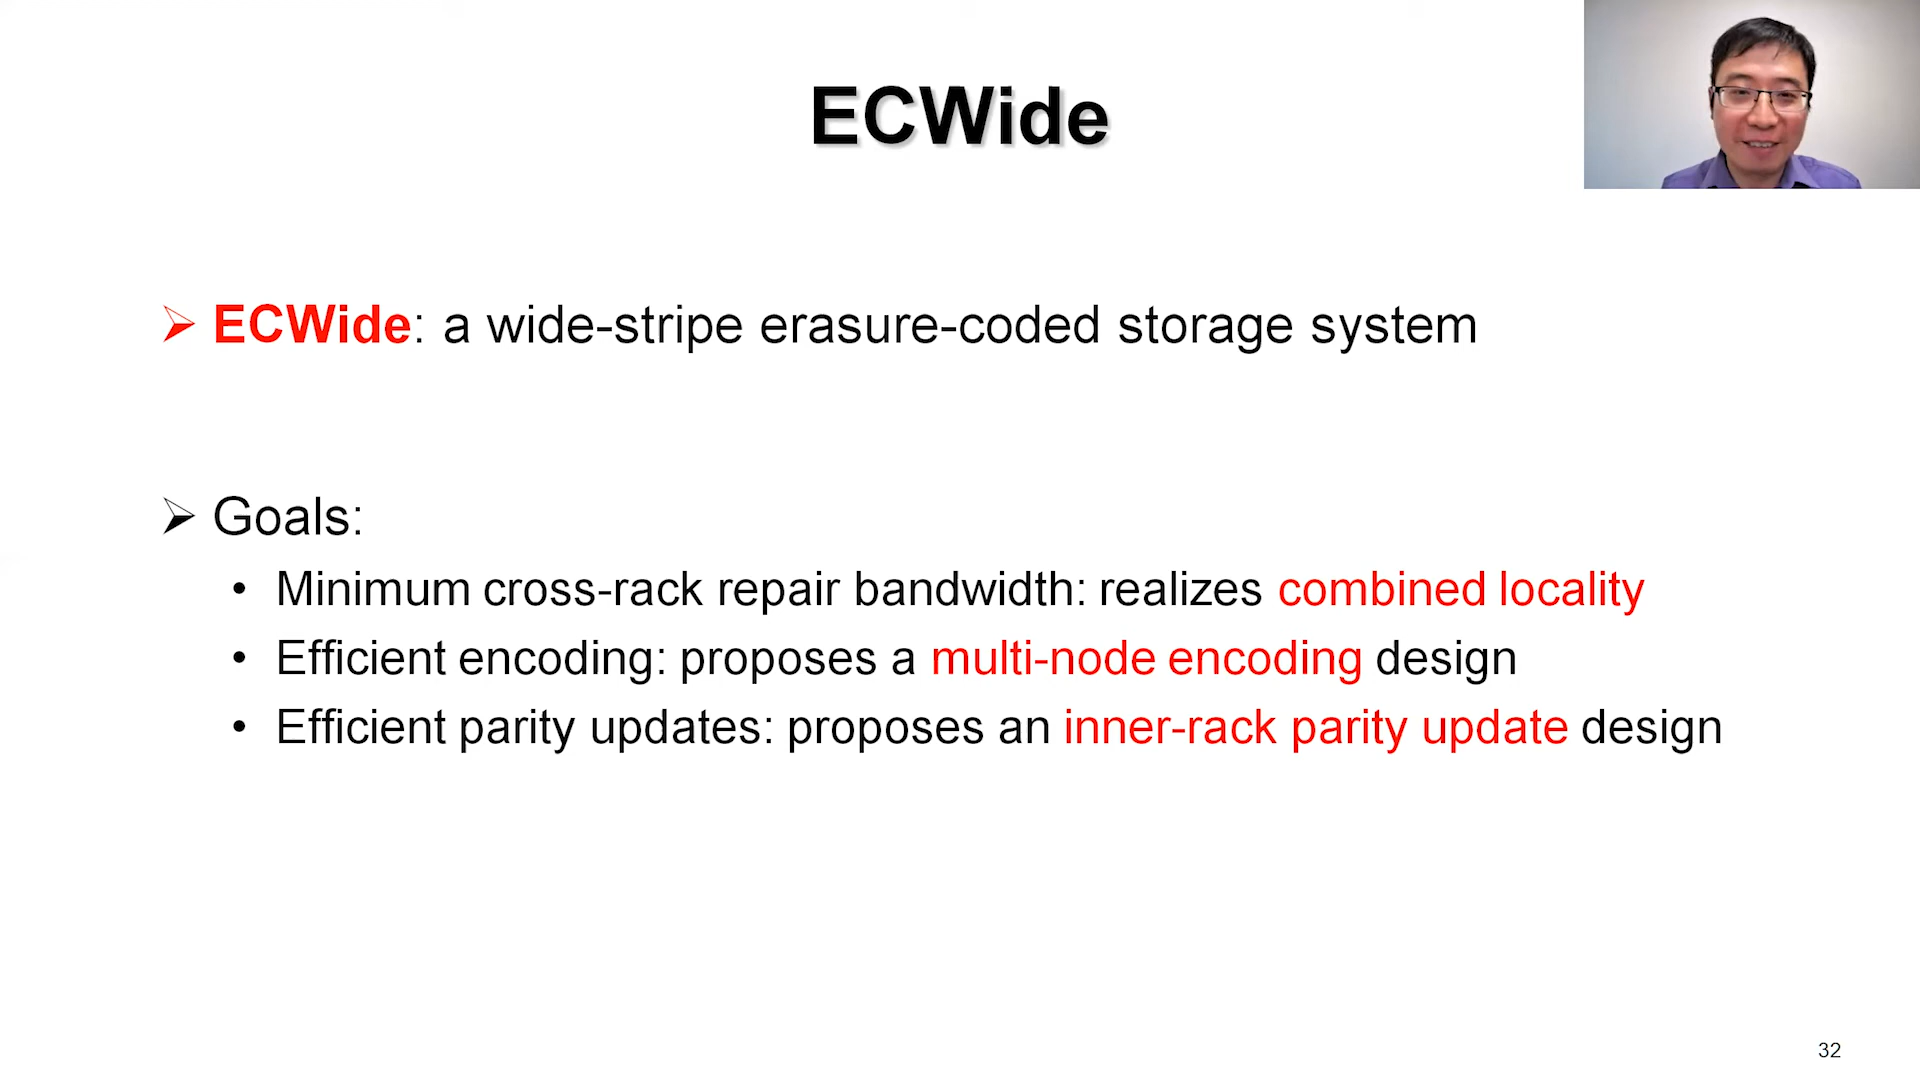 ECWide
➢ ECWide: a wide-stripe erasure-coded storage system
➢ Goals:
• Minimum cross-rack repair bandwidth: realizes combined locality
• Efficient encoding: proposes a multi-node encoding design
• Efficient parity updates: proposes an inner-rack parity update design
32